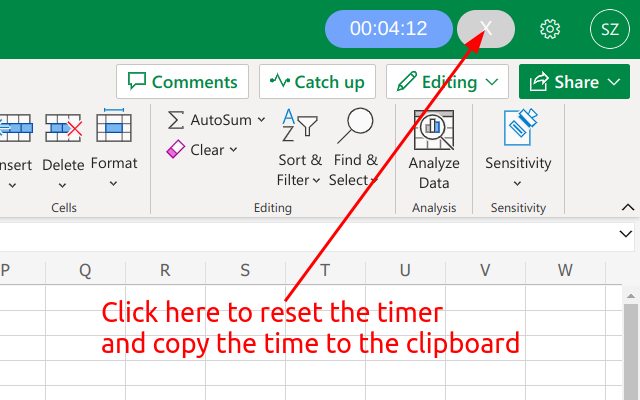 00:04:12 X SZ
Comments Catch up Editing Share
AutoSum
Clear
Delete Format Sort & Filter Find & Select Analyze Data Sensitivity
Cells Editing Analysis Sensitivity
P Q R S T U V W
Click here to reset the timer
and copy the time to the clipboard